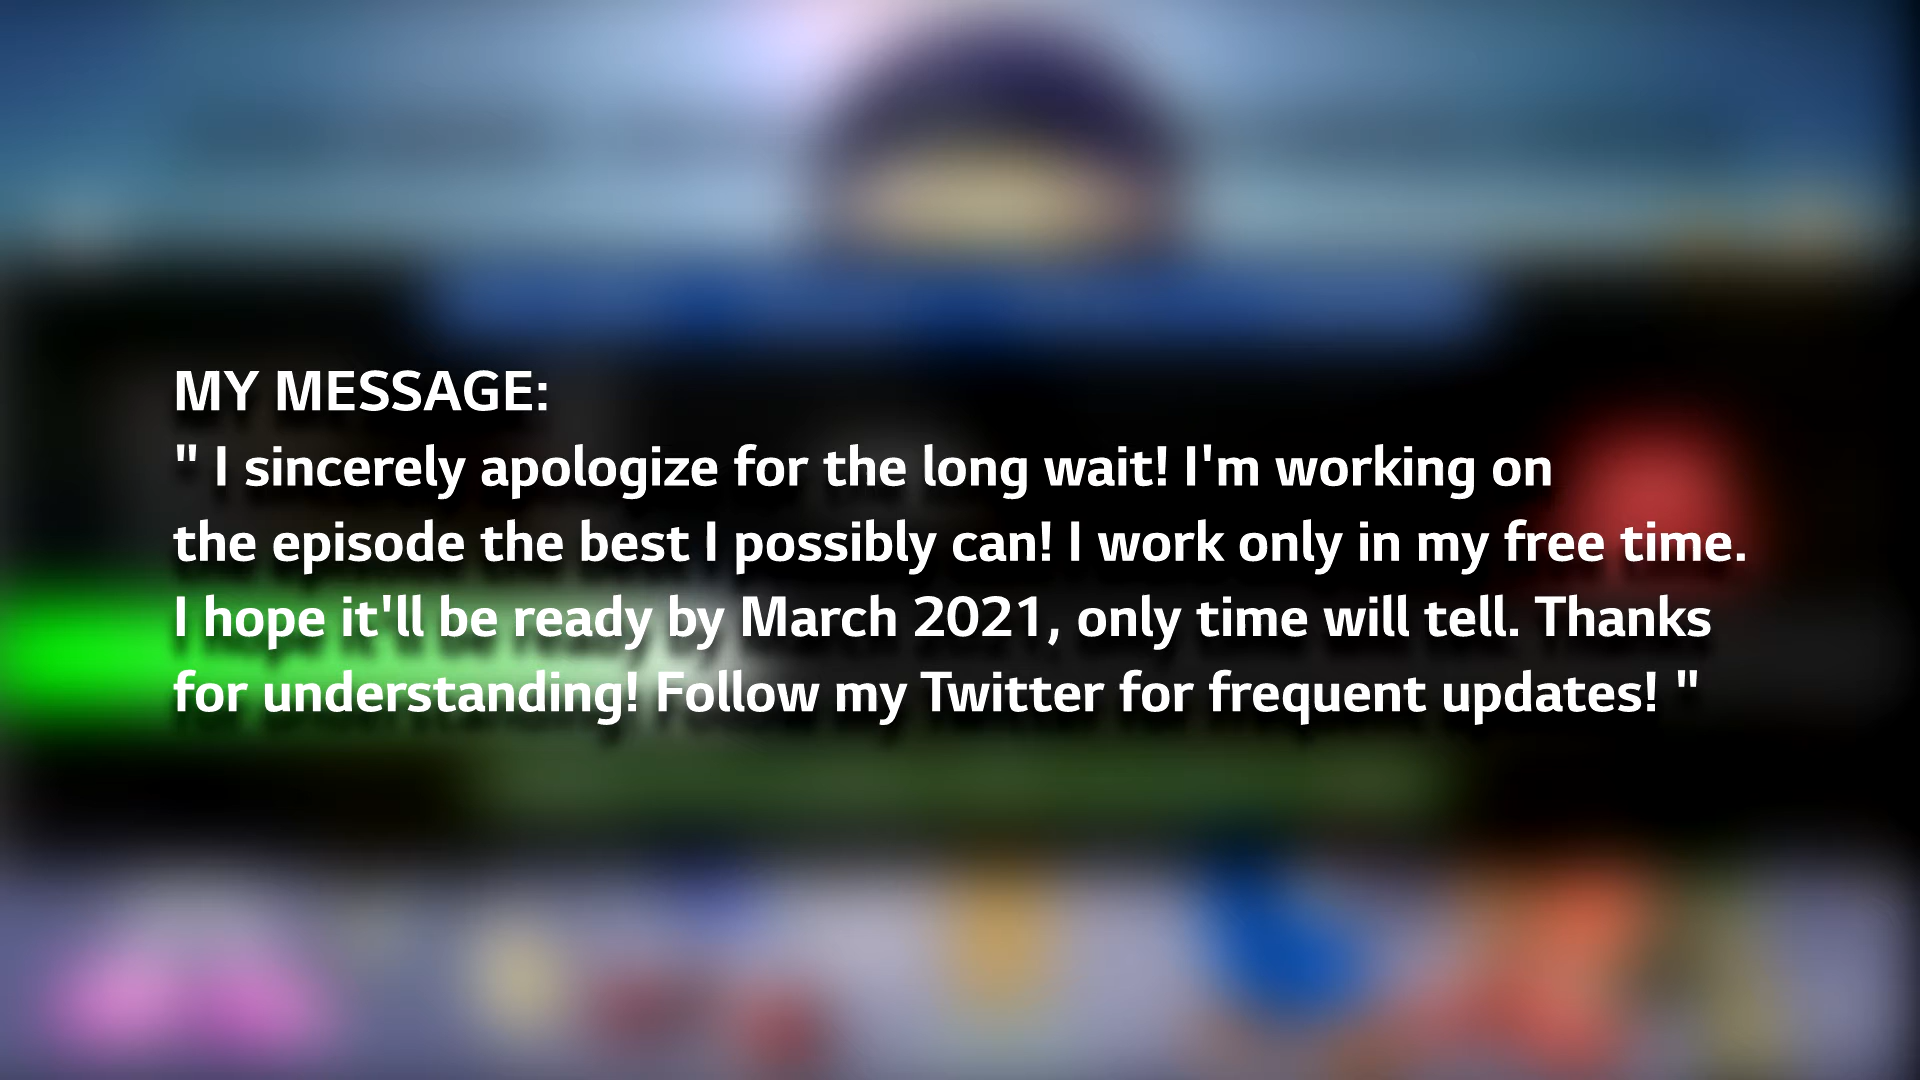 MY MESSAGE:
" I sincerely apologize for the long wait! I'm working on
the episode the best I possibly can! I work only in my free time.
I hope it'll be ready by March 2021, only time will tell. Thanks
for understanding! Follow my Twitter for frequent updates! "